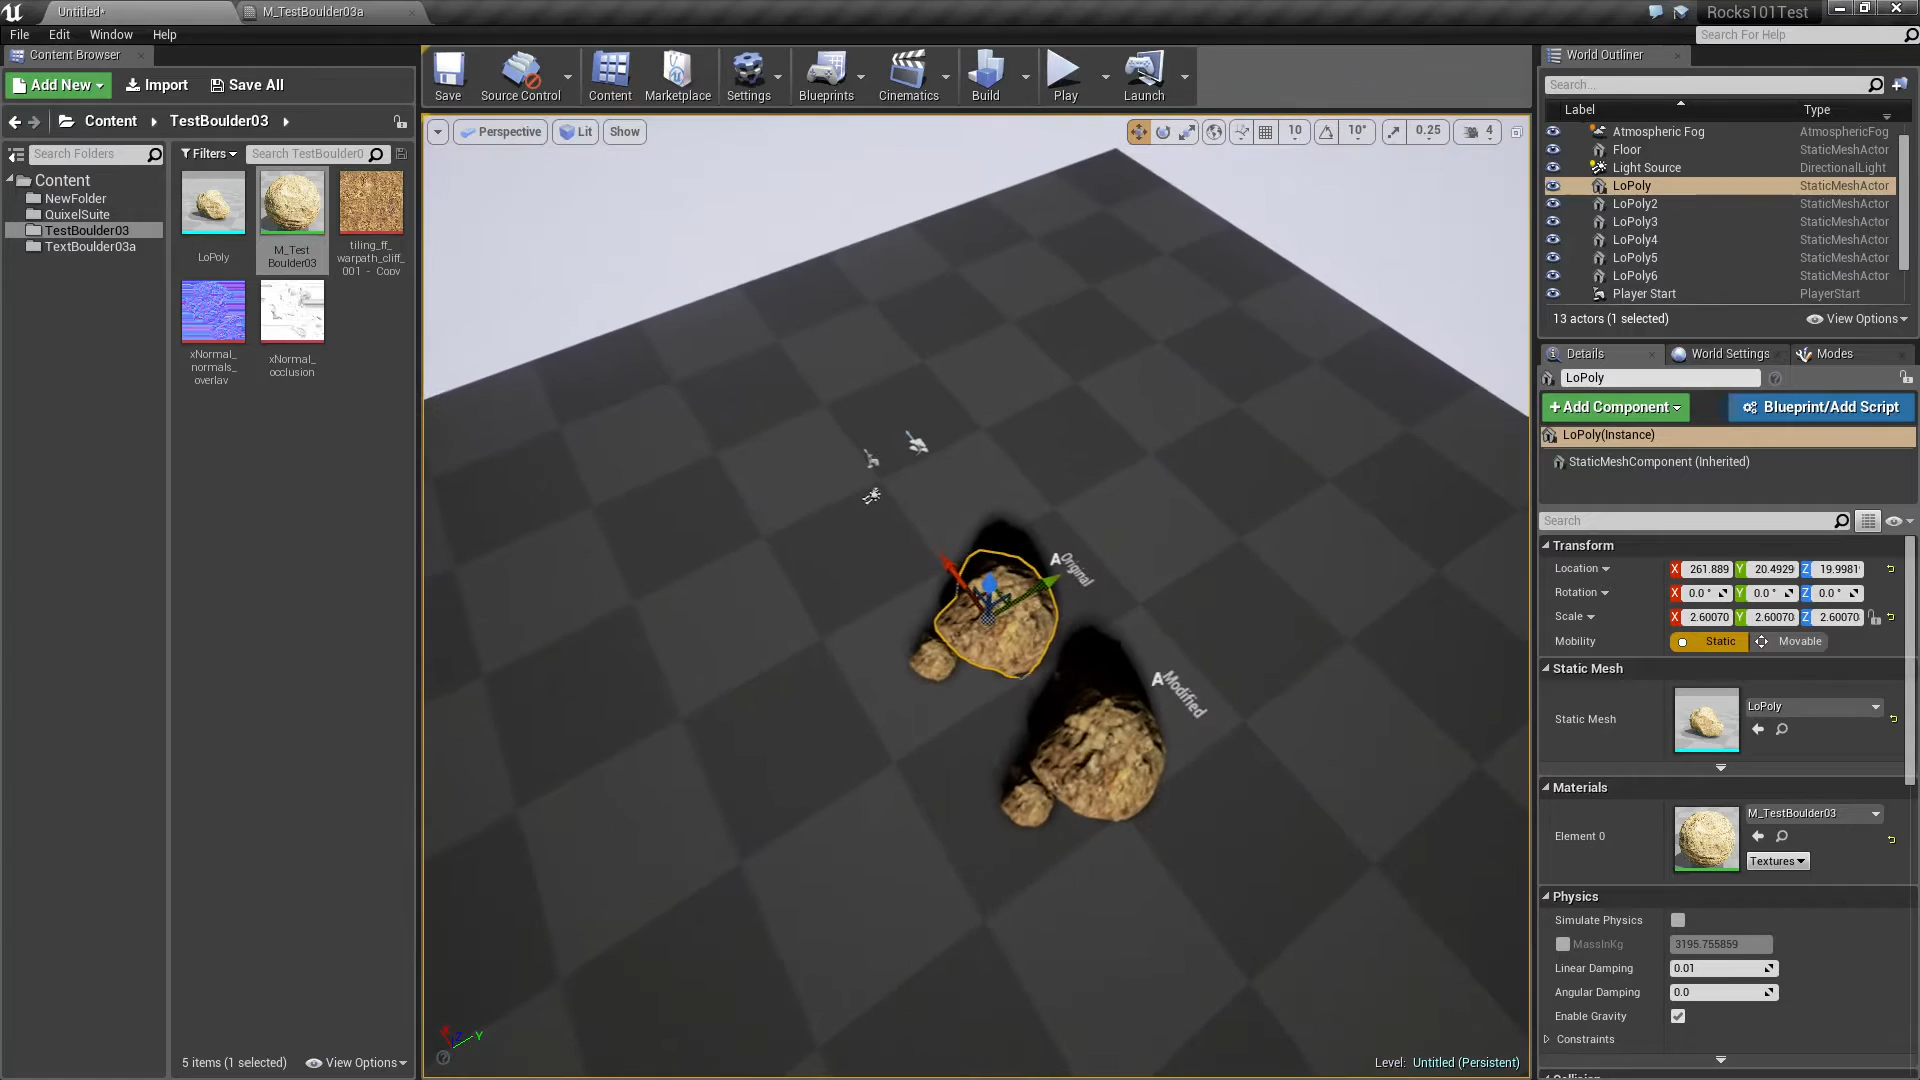 Untitled*
M_TestBoulder03a
Rocks101Test
File
Edit
Window
Help
Search For Help
Content Browser
Add New
Import
Save All
Content
TestBoulder03
Search Folders
Filters
Search TestBoulder0
Content
NewFolder
QuixelSuite
TestBoulder03
TextBoulder03a
LoPoly
M_Test
Boulder03
tiling_ff_
warpath_cliff_
001 - Copy
xNormal_
normals_
overlay
xNormal_
occlusion
5 items (1 selected)
View Options
Save
Source Control
Content
Marketplace
Settings
Blueprints
Cinematics
Build
Play
Launch
Perspective
Lit
Show
10
10°
0.25
4
Original
Modified
X
Z
Y
Level: Untitled (Persistent)
World Outliner
Search...
Label
Type
Atmospheric Fog
AtmosphericFog
Floor
StaticMeshActor
Light Source
DirectionalLight
LoPoly
StaticMeshActor
LoPoly2
StaticMeshActor
LoPoly3
StaticMeshActor
LoPoly4
StaticMeshActor
LoPoly5
StaticMeshActor
LoPoly6
StaticMeshActor
Player Start
PlayerStart
13 actors (1 selected)
View Options
Details
World Settings
Modes
LoPoly
+Add Component
Blueprint/Add Script
LoPoly(Instance)
StaticMeshComponent (Inherited)
Search
Transform
Location
X 261.889 Y 20.4929 Z 19.9981
Rotation
X 0.0 ° Y 0.0 ° Z 0.0 °
Scale
X 2.60070 Y 2.60070 Z 2.60070
Mobility
Static
Movable
Static Mesh
Static Mesh
LoPoly
Materials
Element 0
M_TestBoulder03
Textures
Physics
Simulate Physics
MassInKg
3195.755859
Linear Damping
0.01
Angular Damping
0.0
Enable Gravity
Constraints